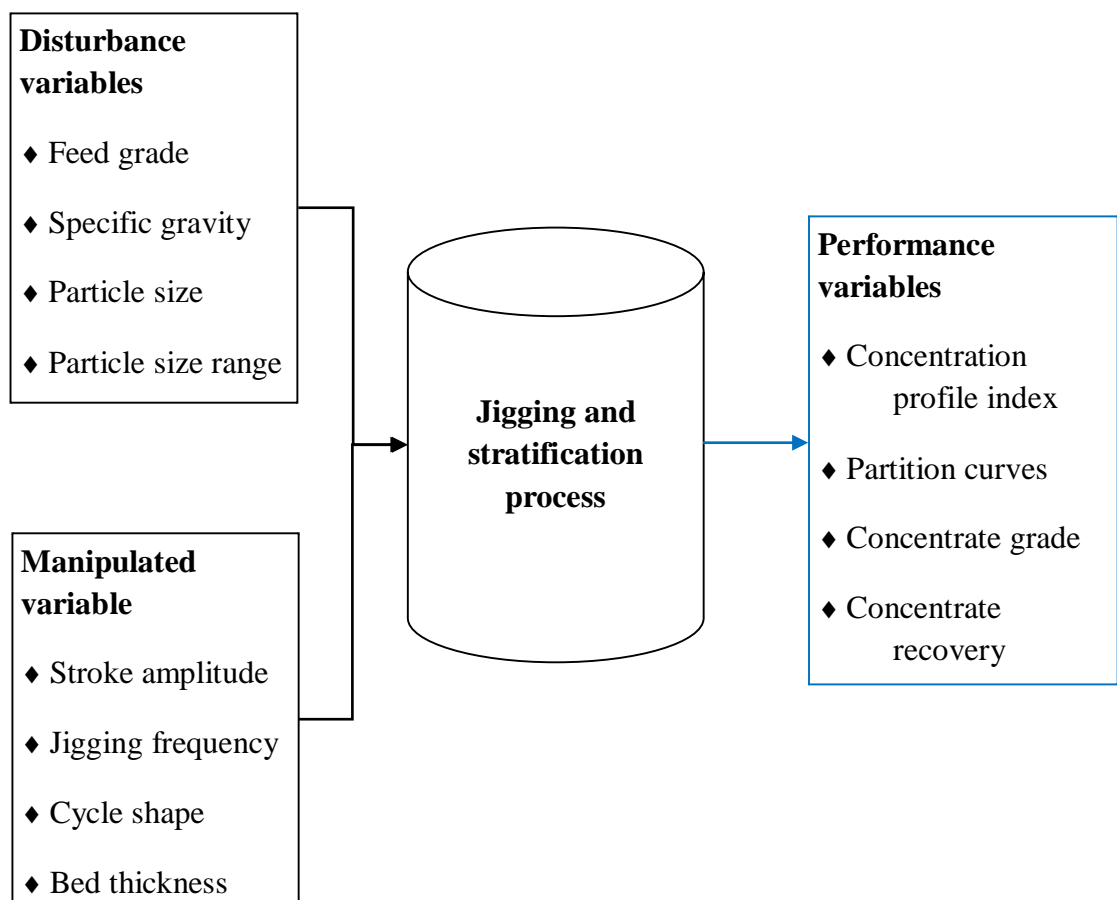 Disturbance
variables
♦ Feed grade
♦ Specific gravity
♦ Particle size
♦ Particle size range
Manipulated
variable
♦ Stroke amplitude
♦ Jigging frequency
♦ Cycle shape
♦ Bed thickness
Jigging and
stratification
process
Performance
variables
♦ Concentration
profile index
♦ Partition curves
♦ Concentrate grade
♦ Concentrate
recovery